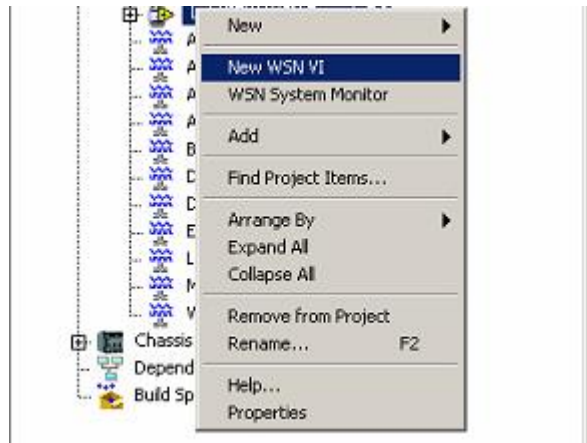 New
New WSN VI
WSN System Monitor
Add
Find Project Items...
Arrange By
Expand All
Collapse All
Remove from Project
Rename... F2
Help...
Properties
A
A
A
A
B
D
D
E
L
M
V
Chassis
Depend
Build Sp